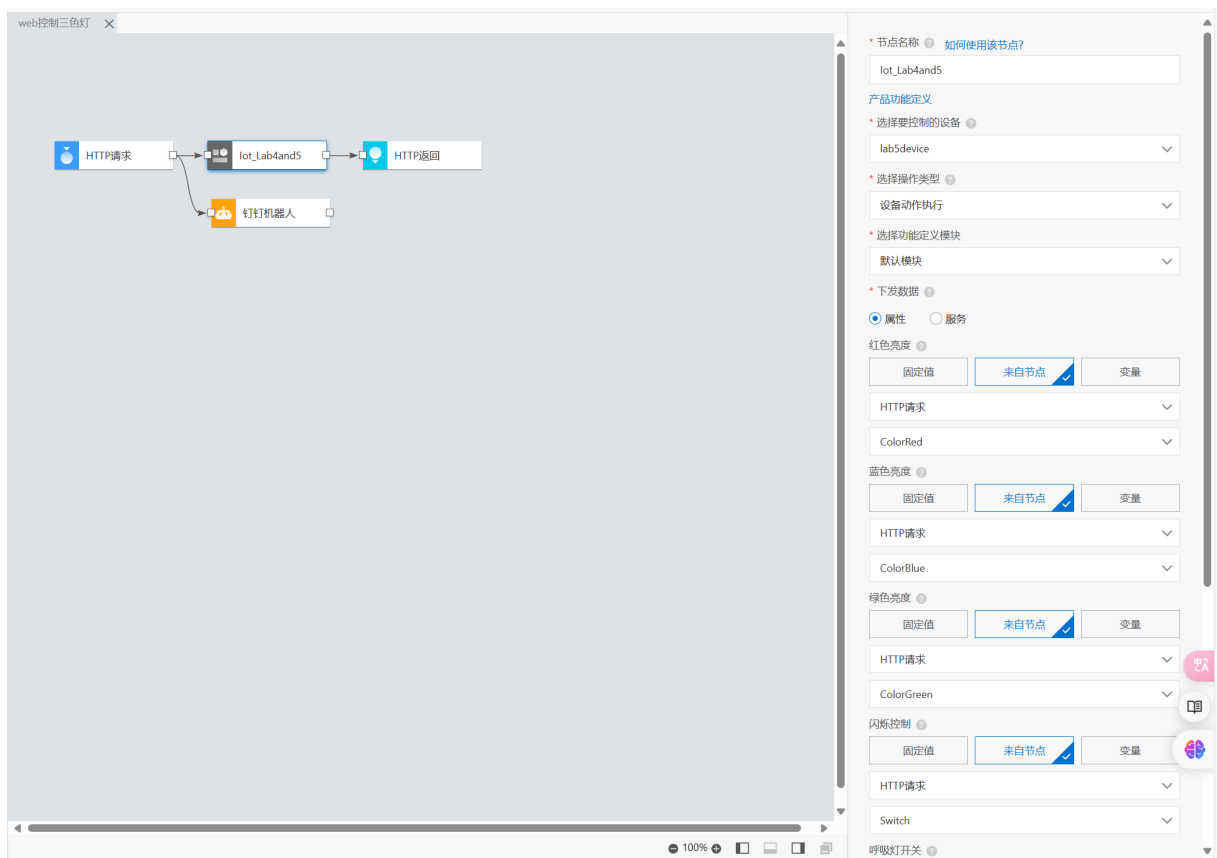 web控制三色灯
HTTP请求
Iot_Lab4and5
HTTP返回
钉钉机器人
100%
* 节点名称 如何使用该节点?
Iot_Lab4and5
产品功能定义
* 选择要控制的设备
lab5device
* 选择操作类型
设备动作执行
* 选择功能定义模块
默认模块
* 下发数据
属性 服务
红色亮度
固定值 来自节点 变量
HTTP请求
ColorRed
蓝色亮度
固定值 来自节点 变量
HTTP请求
ColorBlue
绿色亮度
固定值 来自节点 变量
HTTP请求
ColorGreen
闪烁控制
固定值 来自节点 变量
HTTP请求
Switch
呼吸灯开关